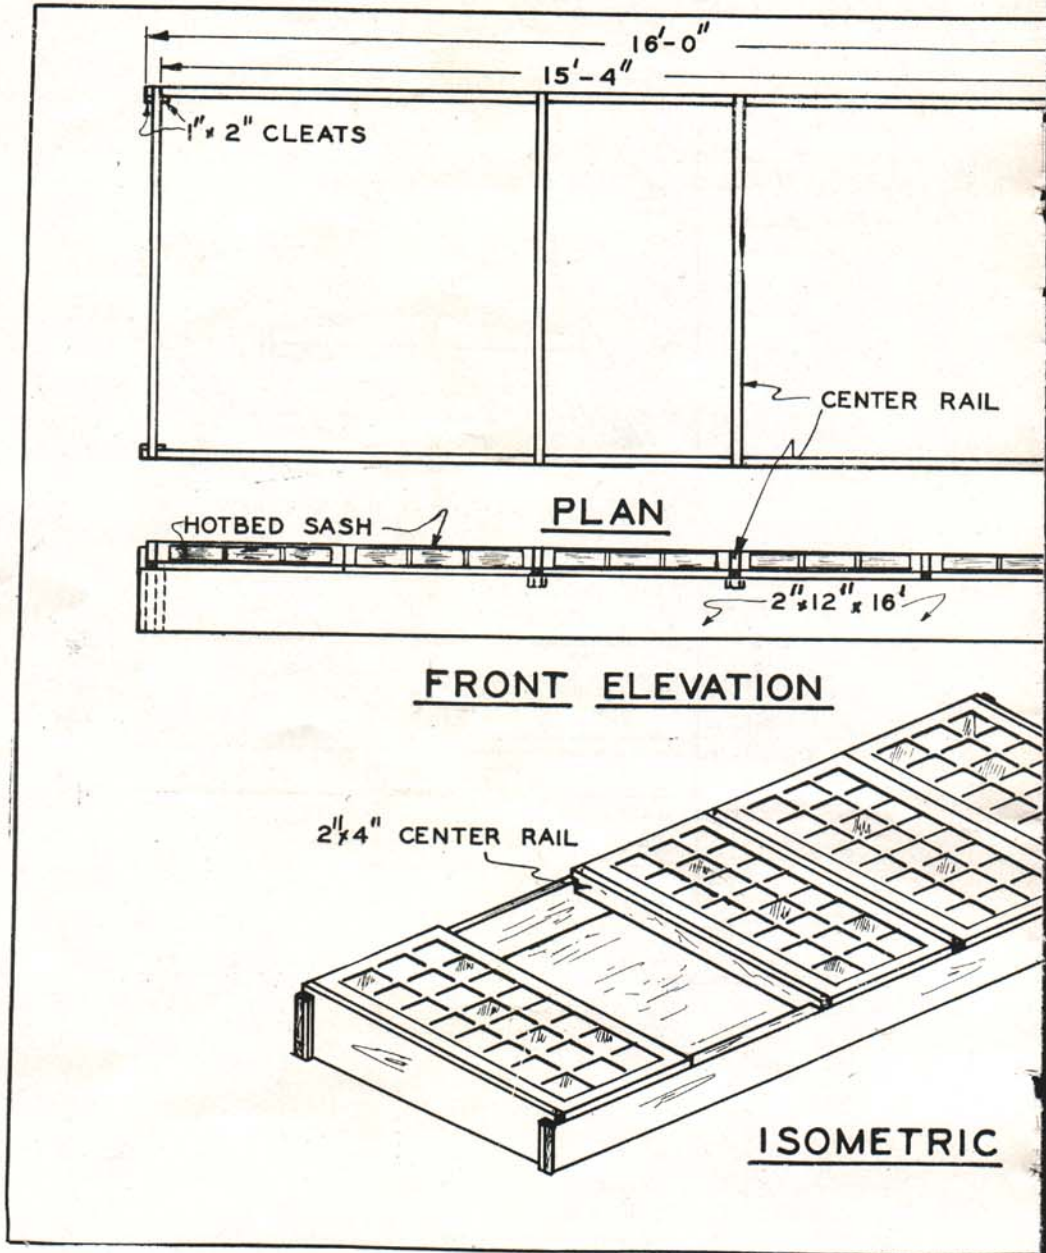 16'-0"
15'-4"
1" x 2" CLEATS
CENTER RAIL
PLAN
HOTBED SASH
2" x 12" x 16'
FRONT ELEVATION
2" x 4" CENTER RAIL
ISOMETRIC